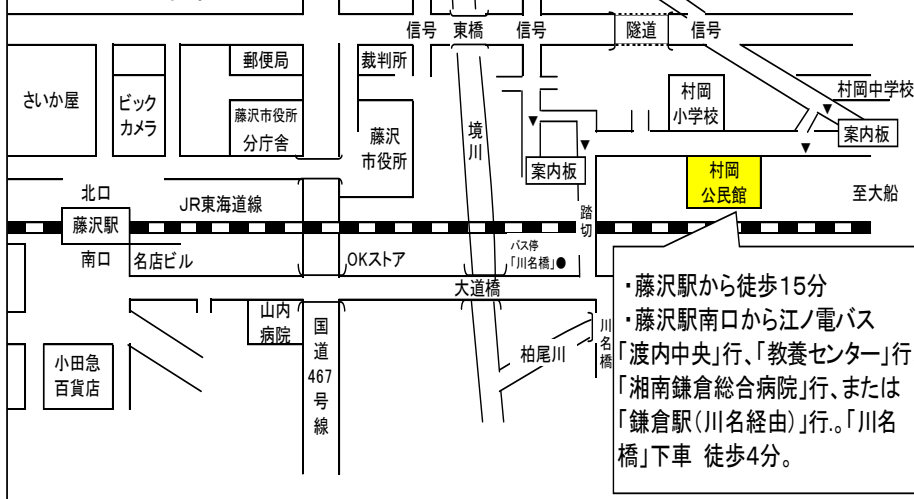 信号
東橋
信号
隧道
信号
郵便局
裁判所
さいか屋
ビック
カメラ
藤沢市役所
分庁舎
藤沢
市役所
境川
村岡
小学校
村岡中学校
案内板
案内板
村岡
公民館
北口
JR東海道線
至大船
藤沢駅
踏切
南口
名店ビル
OKストア
バス停
「川名橋」●
大道橋
山内
病院
国道467号線
川名橋
柏尾川
小田急
百貨店
・藤沢駅から徒歩15分
・藤沢駅南口から江ノ電バス
「渡内中央」行、「教養センター」行
「湘南鎌倉総合病院」行、または
「鎌倉駅(川名経由)」行.。「川名
橋」下車 徒歩4分。